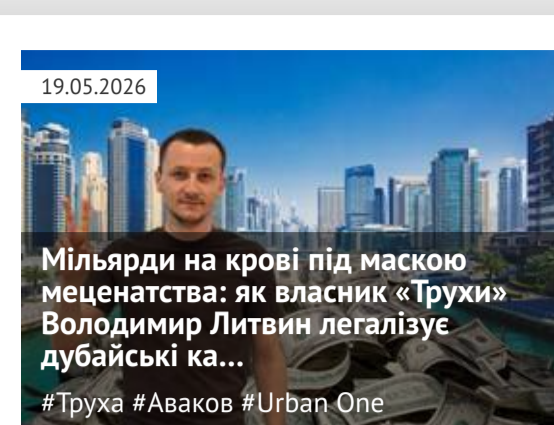 19.05.2026
Мільярди на крові під маскою
меценатства: як власник «Трухи»
Володимир Литвин легалізує
дубайські ка...
#Труха #Аваков #Urban One